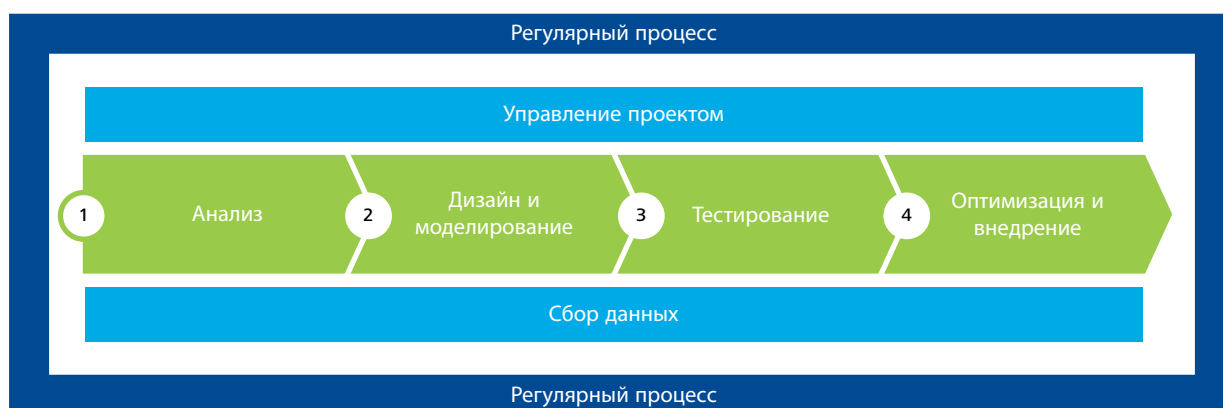 Регулярный процесс
Управление проектом
1
Анализ
2
Дизайн и
моделирование
3
Тестирование
4
Оптимизация и
внедрение
Сбор данных
Регулярный процесс